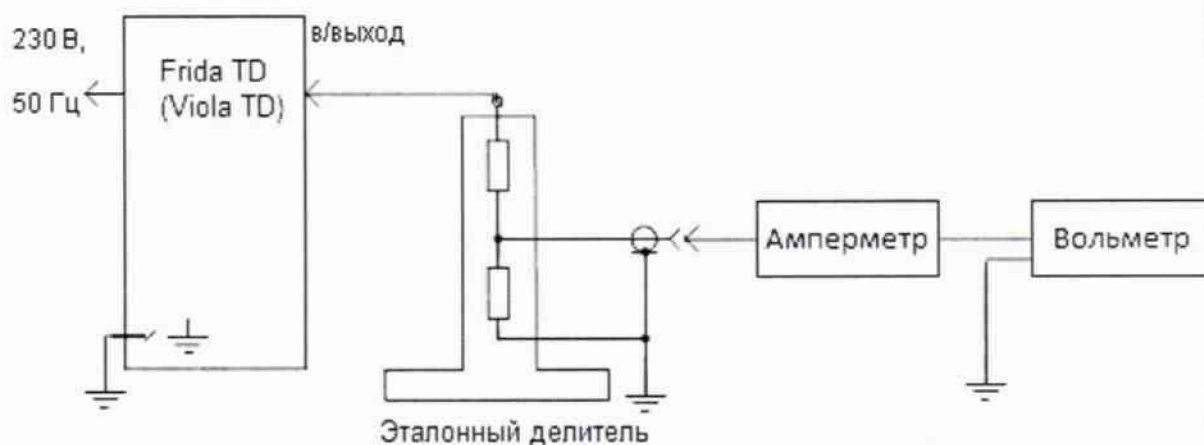 230 В,
50 Гц
Frida TD
(Viola TD)
в/выход
Амперметр
Вольметр
Эталонный делитель